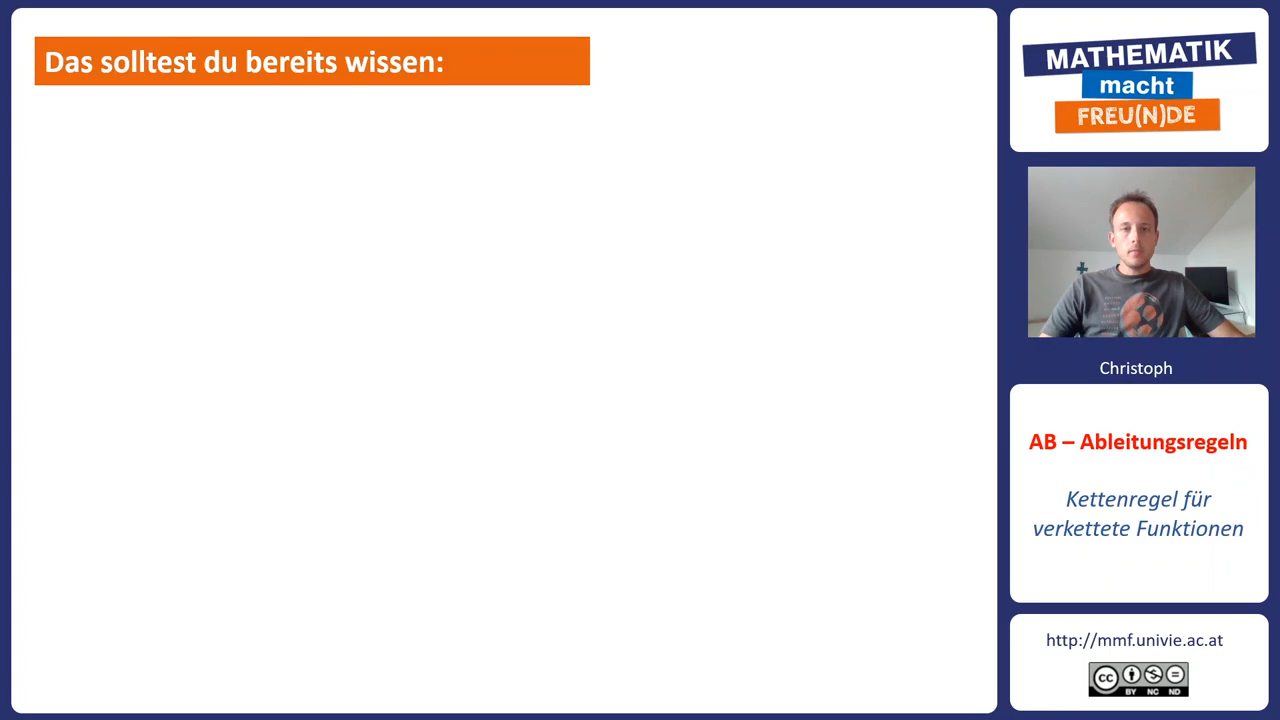 Das solltest du bereits wissen:
MATHEMATIK
macht
FREU(N)DE
Christoph
AB – Ableitungsregeln
Kettenregel für
verkettete Funktionen
http://mmf.univie.ac.at
CC
BY NC ND